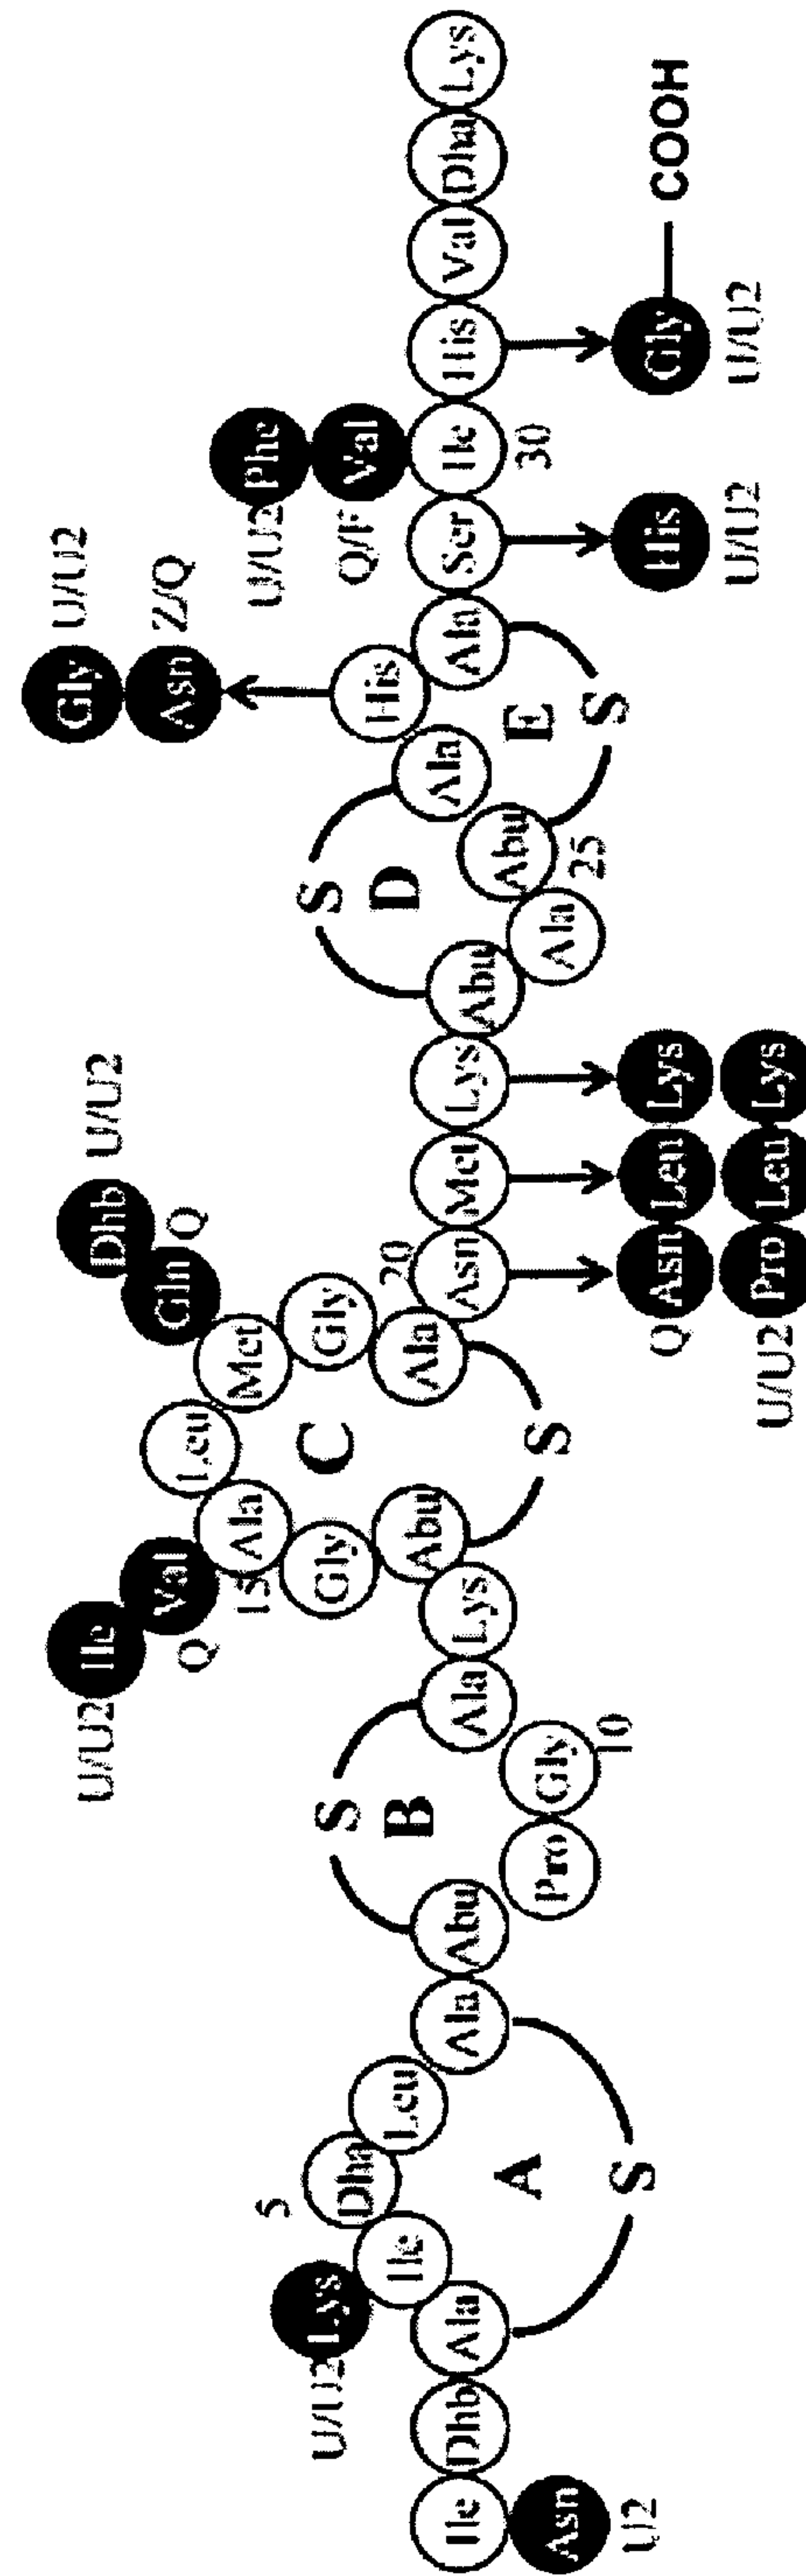 Gly U/U2
Asn Z/Q
U/U2 Ile
Q Val
Dhb U/U2
Gln Q
U/U2 Phe
Q/F Val
U/U2 Lys
5
15
20
25
10
30
Ile Dhb Ala Ile Dha Leu Ala Abu Pro Gly Ala Lys Abu Gly Ala Leu Met Gly Ala Asn Met Lys Abu Ala Abu Ala His Ala Ser Ile His Val Dha Lys
S
A
S
B
S
C
S
D
S
E
Asn
U2
Q Asn Leu Lys
U/U2 Pro Leu Lys
His
U/U2
Gly COOH
U/U2